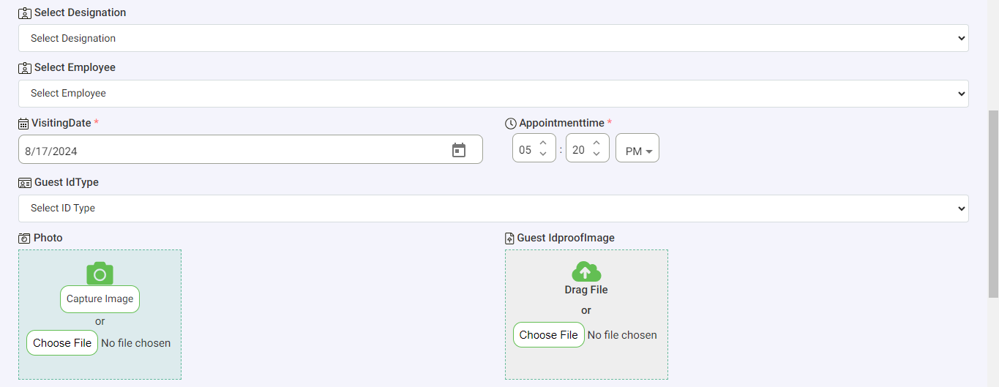 Select Designation
Select Designation
Select Employee
Select Employee
VisitingDate *
8/17/2024
Appointmenttime *
05 : 20 PM
Guest IdType
Select ID Type
Photo
Capture Image
or
Choose File No file chosen
Guest IdproofImage
Drag File
or
Choose File No file chosen